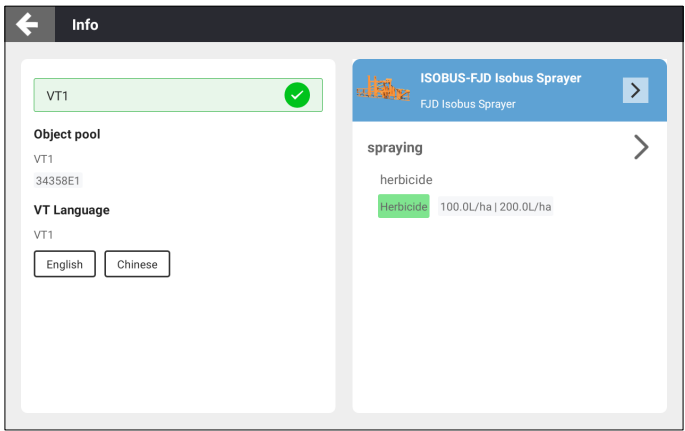 Info
VT1
Object pool
VT1
34358E1
VT Language
VT1
English Chinese
ISOBUS-FJD Isobus Sprayer
FJD Isobus Sprayer
spraying
herbicide
Herbicide 100.0L/ha | 200.0L/ha